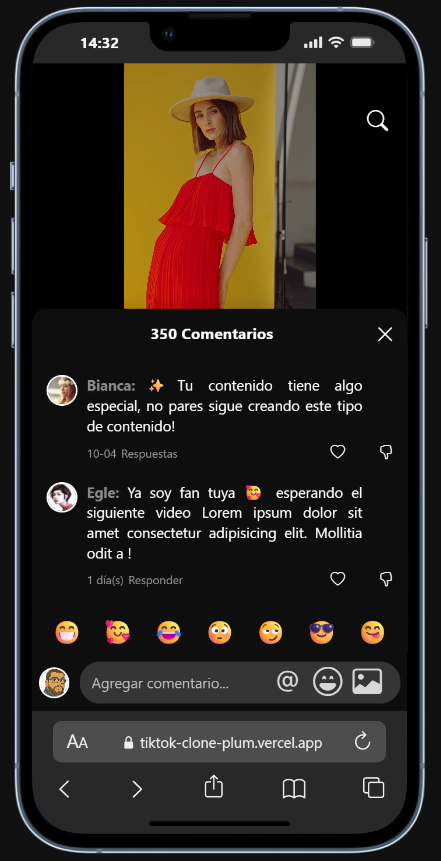 14:32
350 Comentarios
Bianca: ✨ Tu contenido tiene algo
especial, no pares sigue creando este tipo
de contenido!
10-04 Respuestas
Egle: Ya soy fan tuya 🥰 esperando el
siguiente video Lorem ipsum dolor sit
amet consectetur adipisicing elit. Mollitia
odit a !
1 día(s) Responder
Agregar comentario... @
AA tiktok-clone-plum.vercel.app